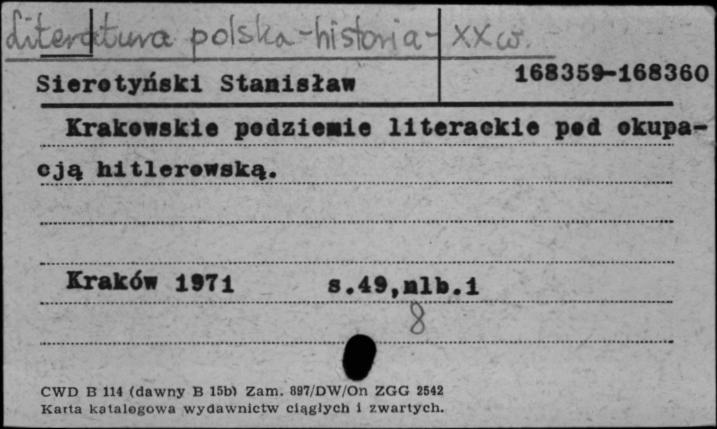 Literatura polska-historia- XX w.
Sierotyński Stanisław 168359-168360
Krakowskie podziemie literackie pod okupa-
cją hitlerowską.
Kraków 1971 s.49,nlb.1
8
CWD B 114 (dawny B 15b) Zam. 897/DW/On ZGG 2542
Karta katalogowa wydawnictw ciągłych i zwartych.